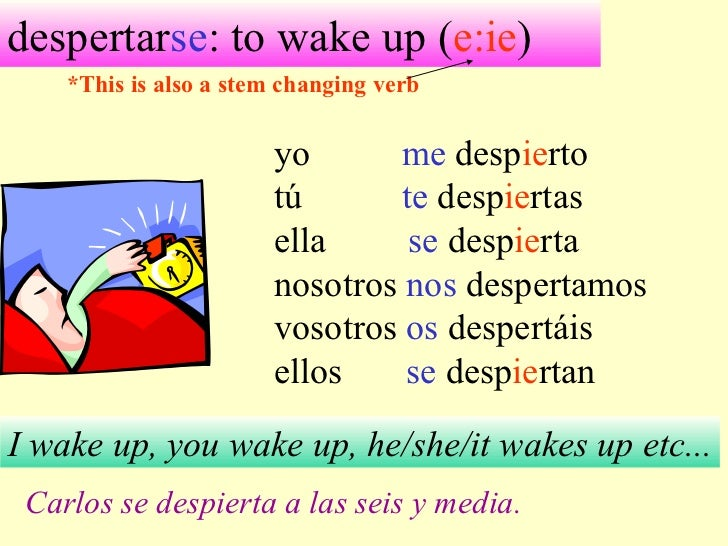 despertarse: to wake up (e:ie)
*This is also a stem changing verb
yo me despierto
tú te despiertas
ella se despierta
nosotros nos despertamos
vosotros os despertáis
ellos se despiertan
I wake up, you wake up, he/she/it wakes up etc...
Carlos se despierta a las seis y media.